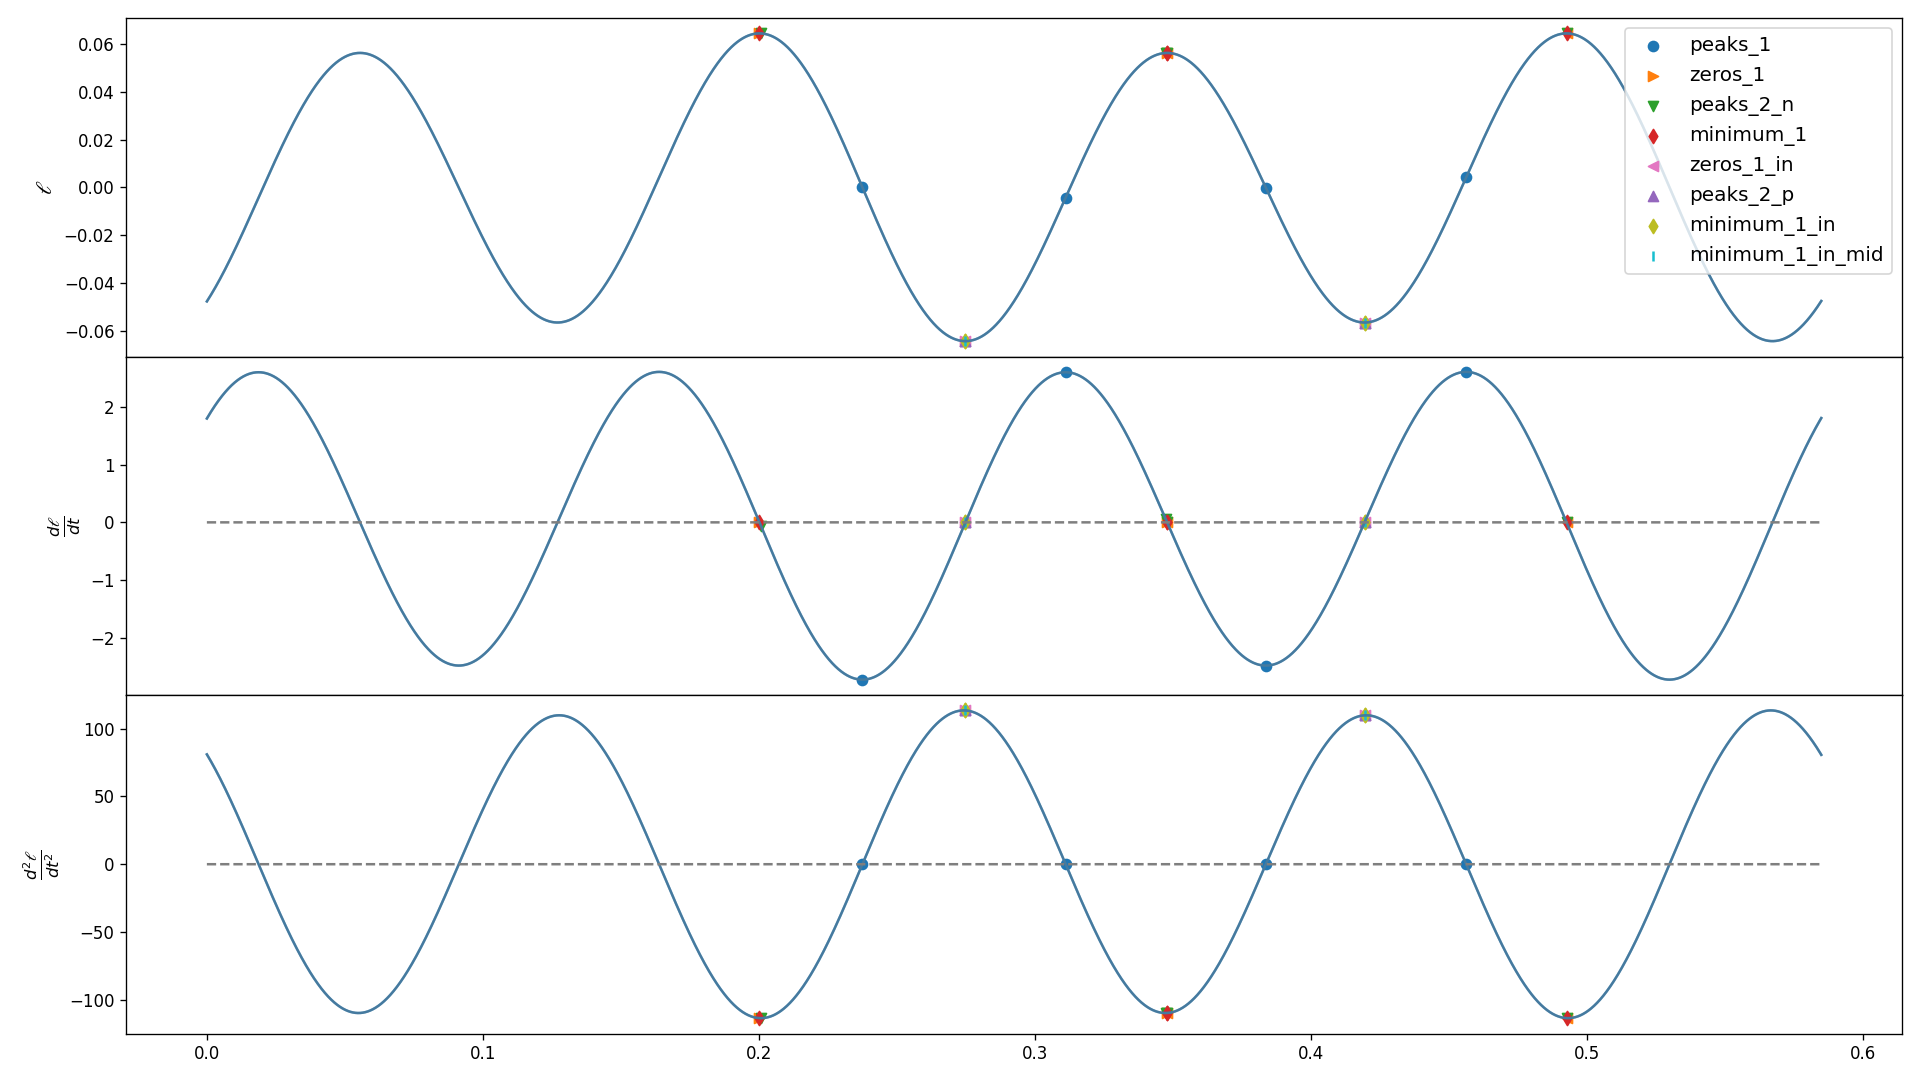 0.06
0.04
0.02
0.00
−0.02
−0.04
−0.06
ℓ
peaks_1
zeros_1
peaks_2_n
minimum_1
zeros_1_in
peaks_2_p
minimum_1_in
minimum_1_in_mid
2
1
0
−1
−2
dℓ
dt
100
50
0
−50
−100
d²ℓ
dt²
0.0 0.1 0.2 0.3 0.4 0.5 0.6